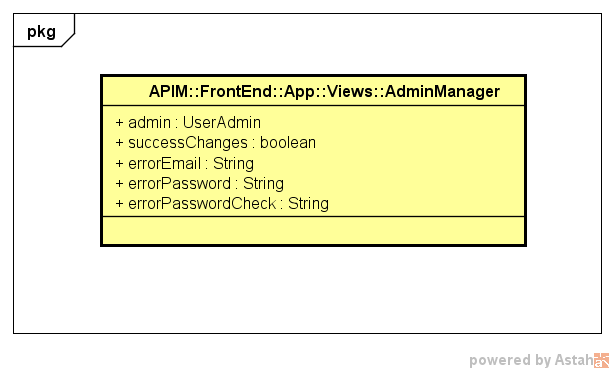 pkg
APIM::FrontEnd::App::Views::AdminManager
+ admin : UserAdmin
+ successChanges : boolean
+ errorEmail : String
+ errorPassword : String
+ errorPasswordCheck : String
powered by Astah